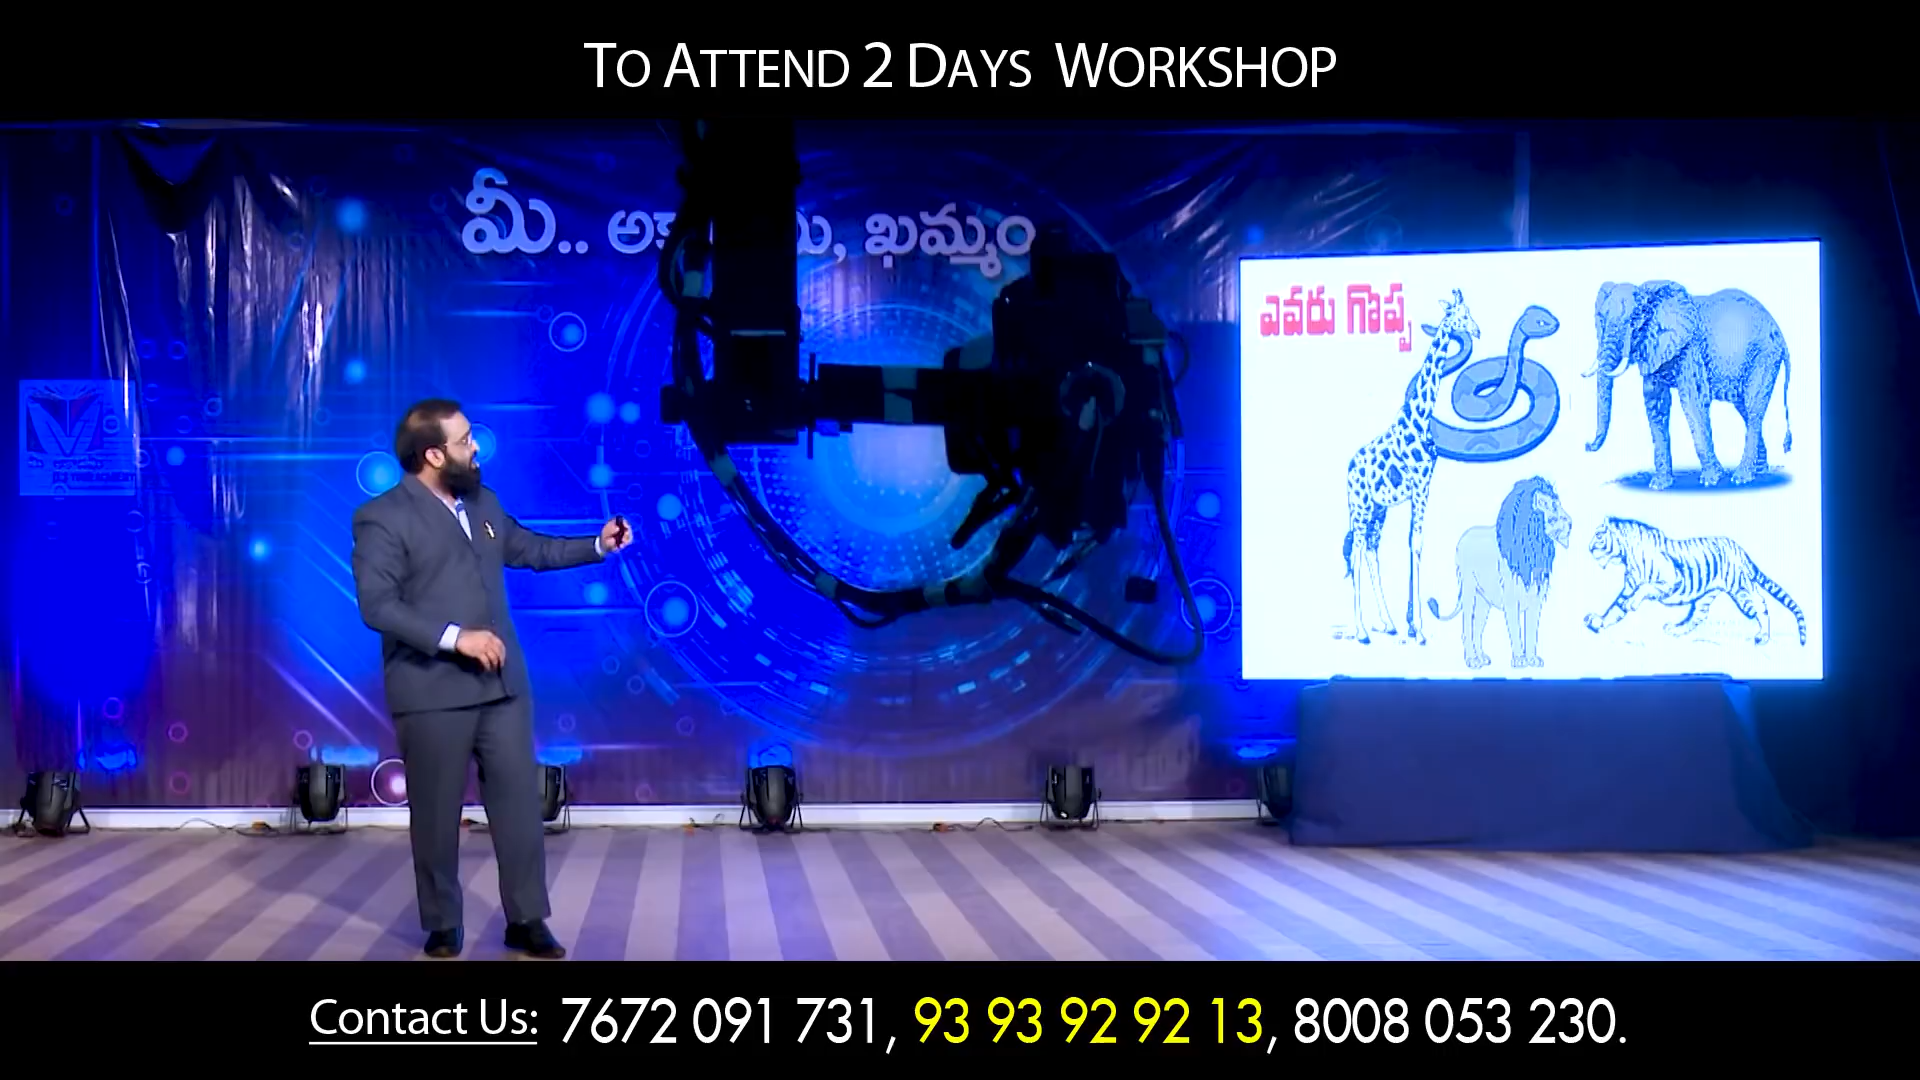 To Attend 2 Days Workshop
మీ.. ఖమ్మం
ఎవరు గొప్ప
Contact Us: 7672 091 731, 93 93 92 92 13, 8008 053 230.